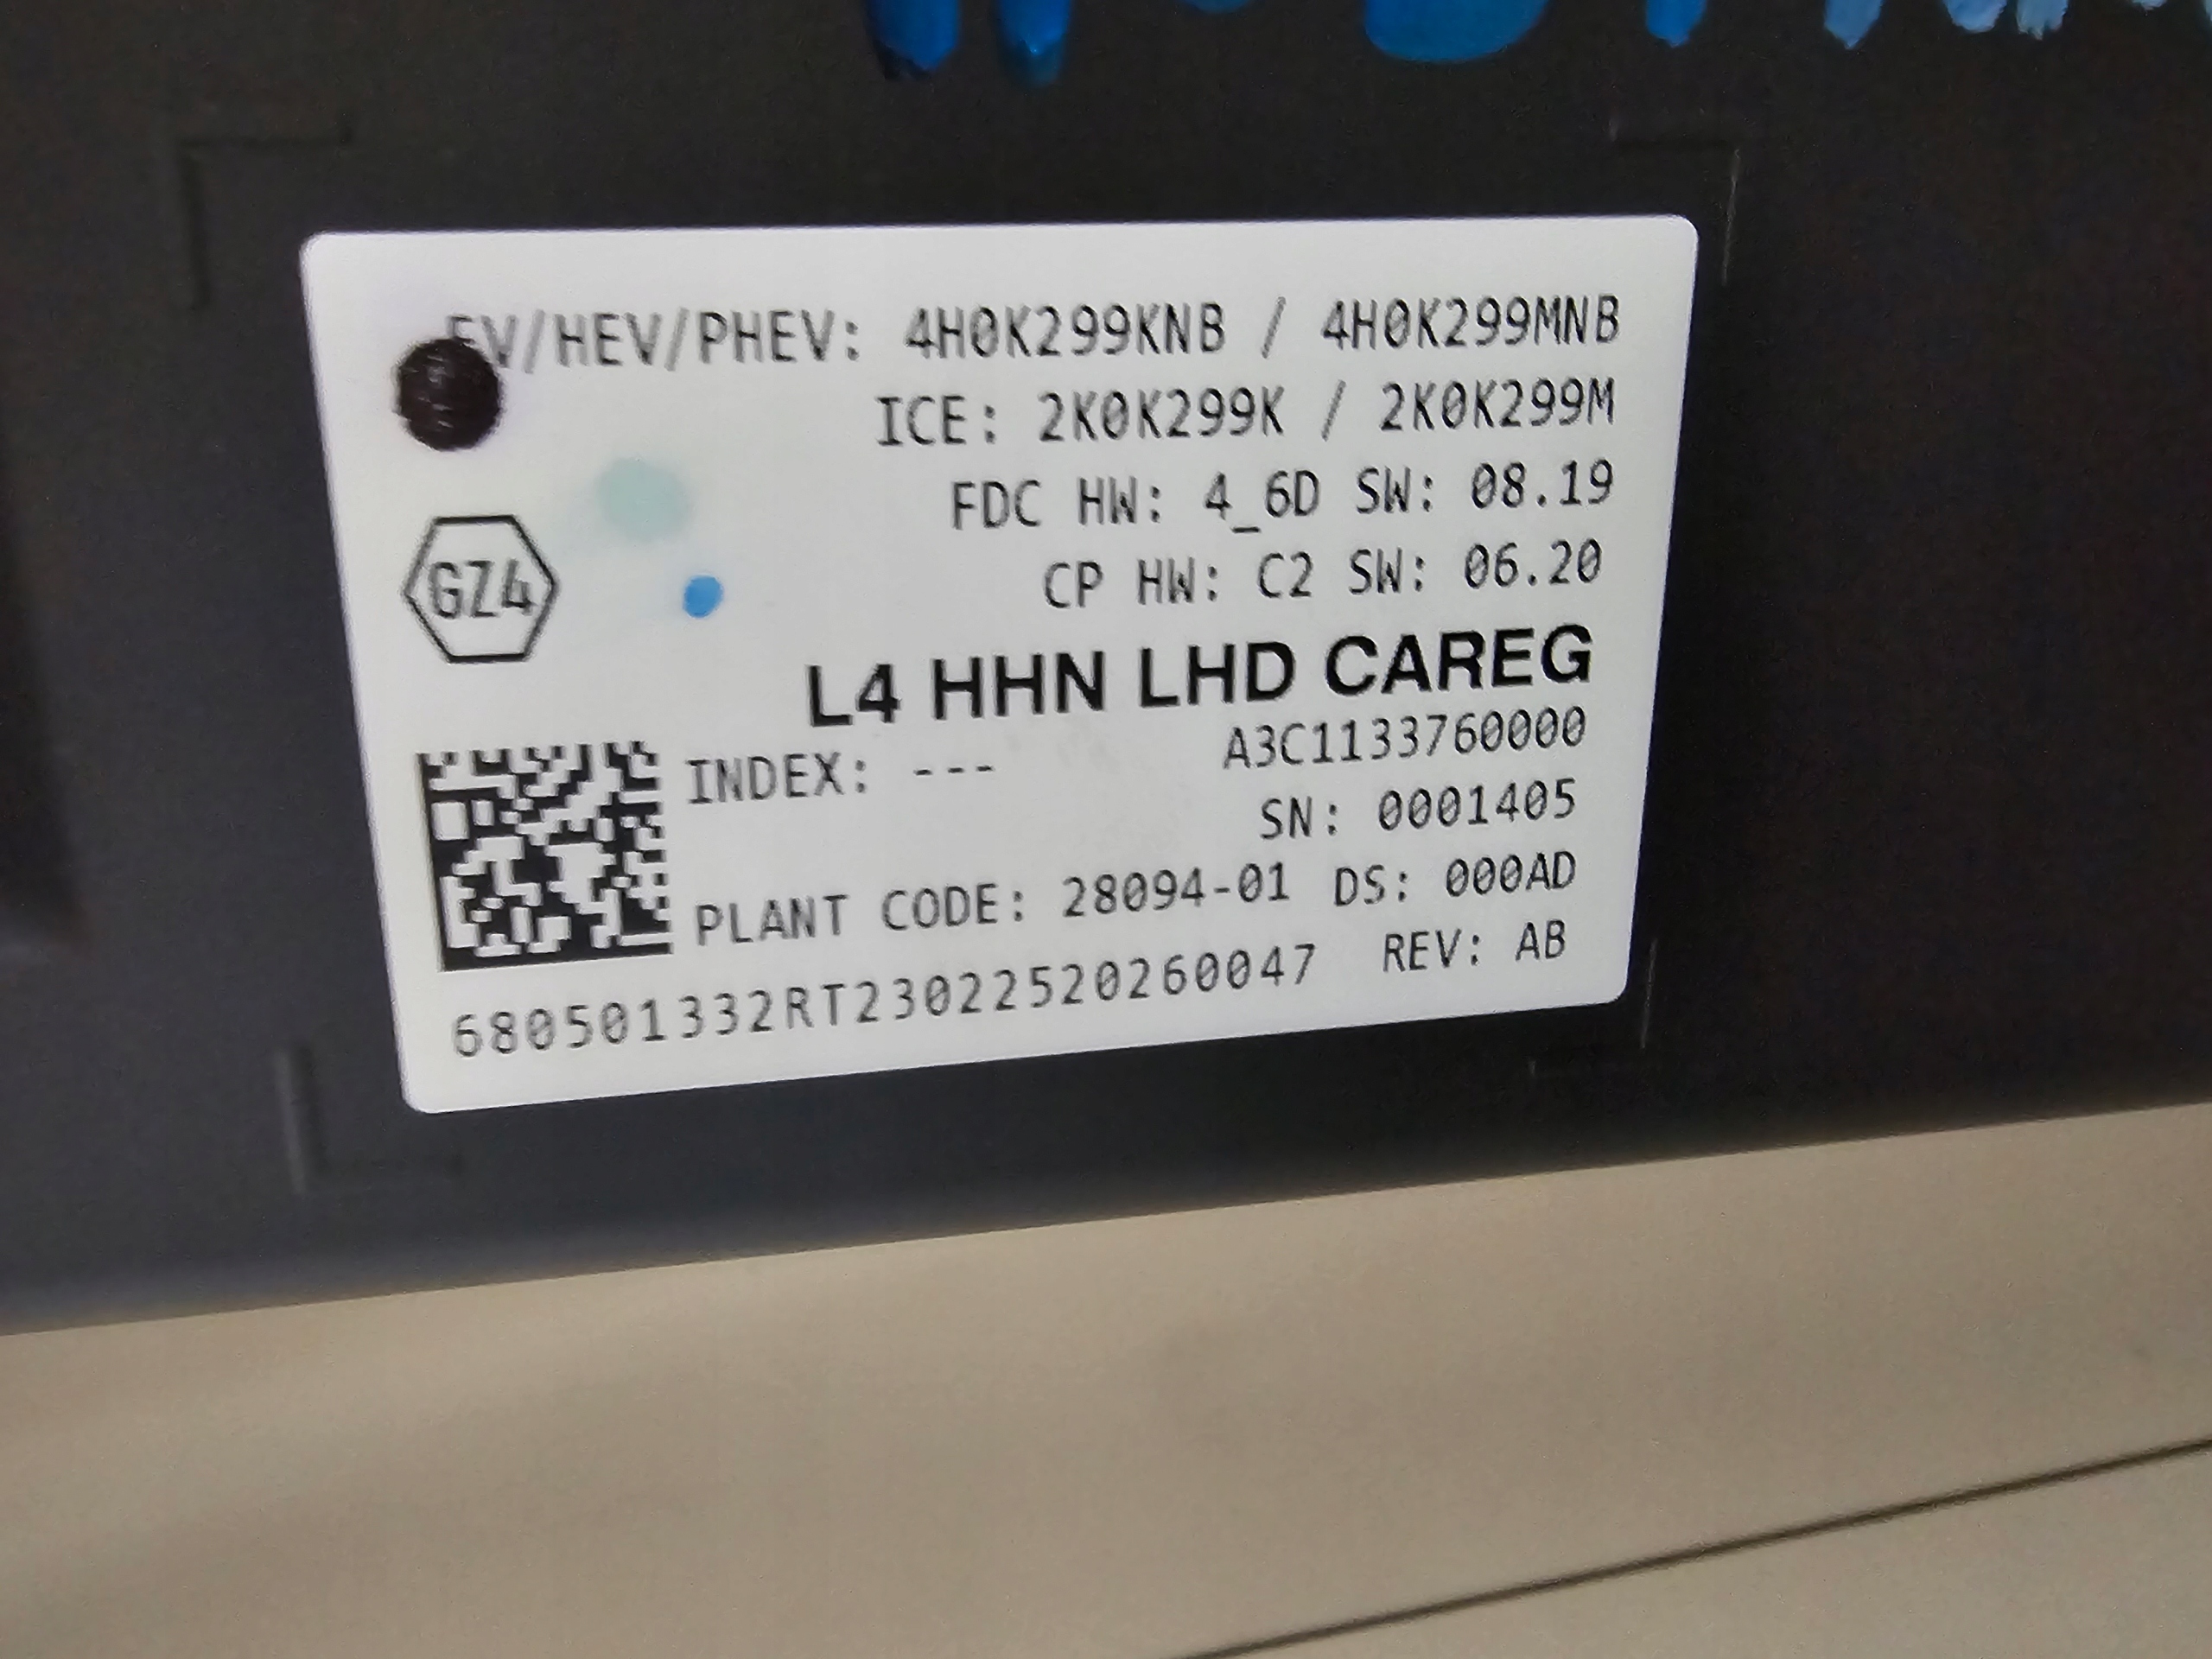 EV/HEV/PHEV: 4H0K299KNB / 4H0K299MNB
ICE: 2K0K299K / 2K0K299M
FDC HW: 4_6D SW: 08.19
CP HW: C2 SW: 06.20
GZ4
L4 HHN LHD CAREG
A3C1133760000
INDEX: ---
SN: 0001405
PLANT CODE: 28094-01 DS: 000AD
680501332RT23022520260047 REV: AB